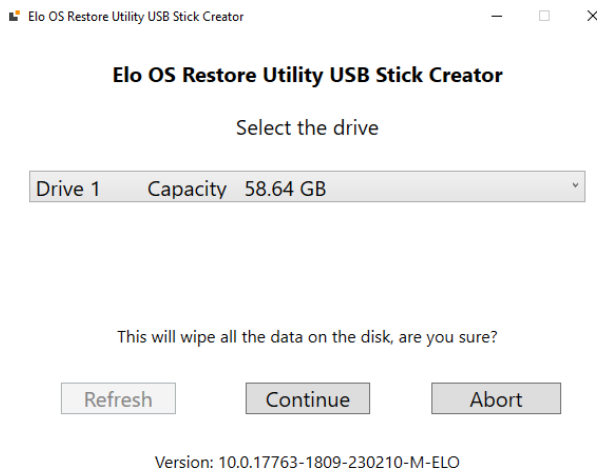 Elo OS Restore Utility USB Stick Creator
Elo OS Restore Utility USB Stick Creator
Select the drive
Drive 1 Capacity 58.64 GB
This will wipe all the data on the disk, are you sure?
Refresh Continue Abort
Version: 10.0.17763-1809-230210-M-ELO